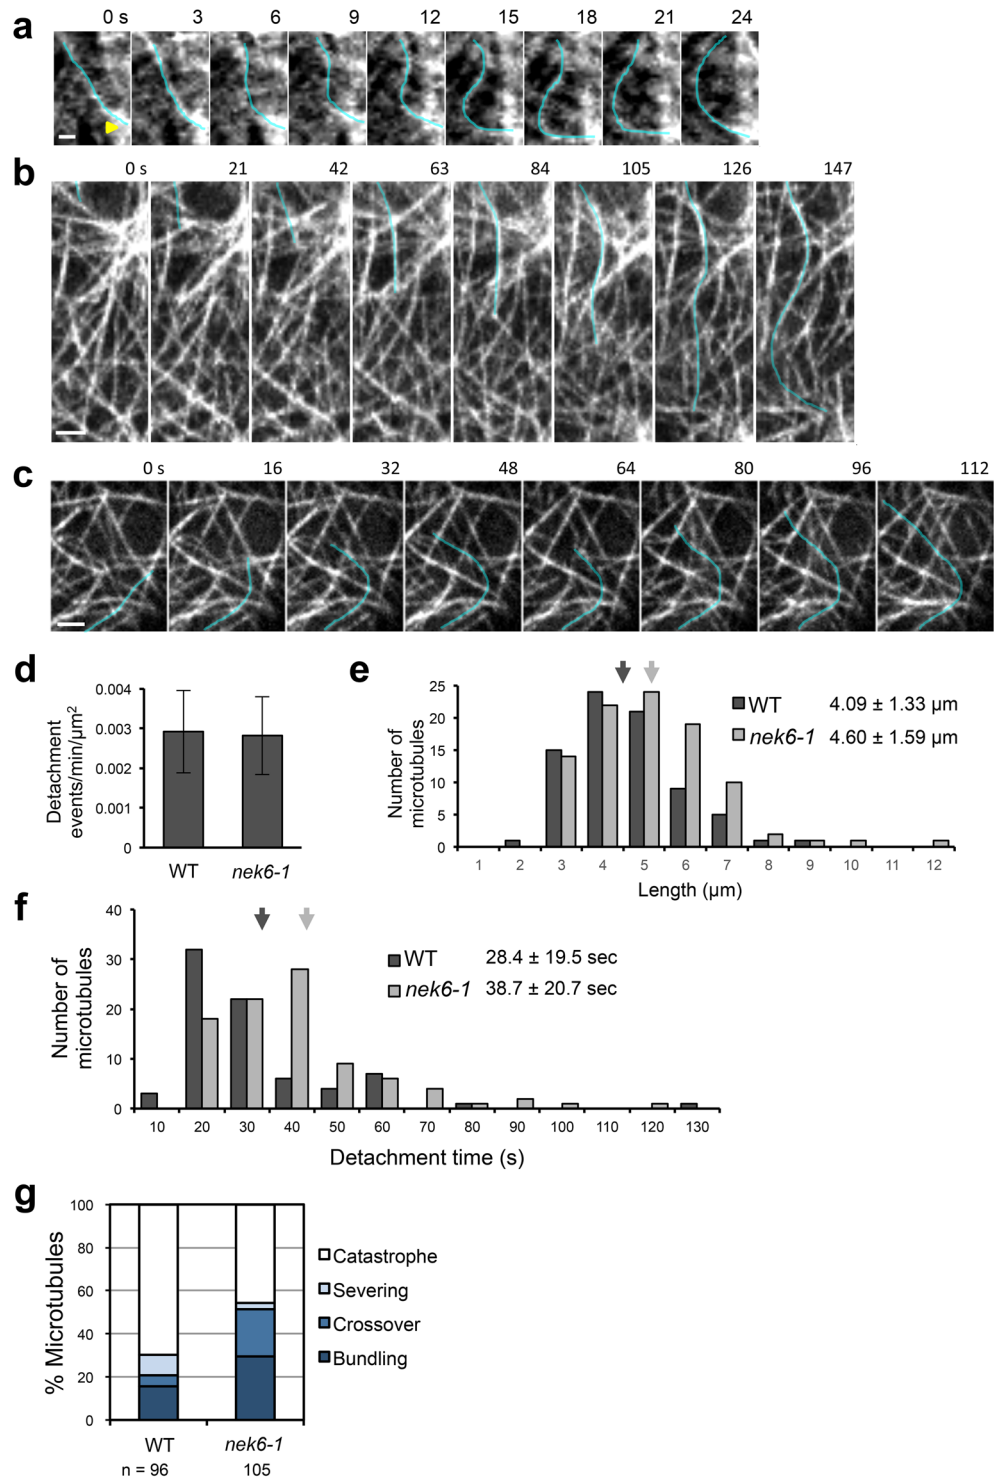 a
0 s 3 6 9 12 15 18 21 24
b
0 s 21 42 63 84 105 126 147
c
0 s 16 32 48 64 80 96 112
d
Detachment
events/min/µm2
0.004
0.003
0.002
0.001
0
WT nek6-1
e
Number of
microtubules
25
20
15
10
5
0
WT 4.09 ± 1.33 µm
nek6-1 4.60 ± 1.59 µm
1 2 3 4 5 6 7 8 9 10 11 12
Length (µm)
f
Number of
microtubules
40
30
20
10
0
WT 28.4 ± 19.5 sec
nek6-1 38.7 ± 20.7 sec
10 20 30 40 50 60 70 80 90 100 110 120 130
Detachment time (s)
g
% Microtubules
100
80
60
40
20
0
Catastrophe
Severing
Crossover
Bundling
WT nek6-1
n = 96 105